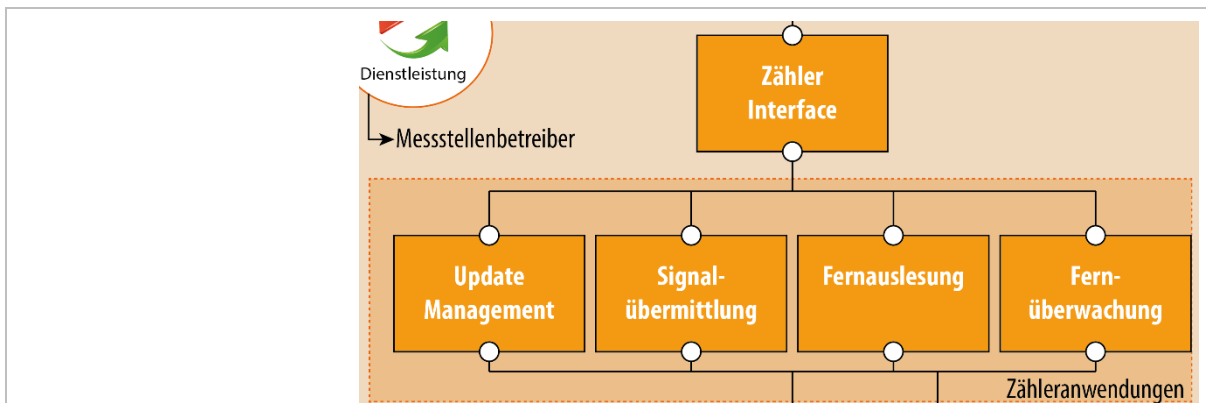 Dienstleistung
Messstellenbetreiber
Zähler
Interface
Update
Management
Signal-
übermittlung
Fernauslesung
Fern-
überwachung
Zähleranwendungen